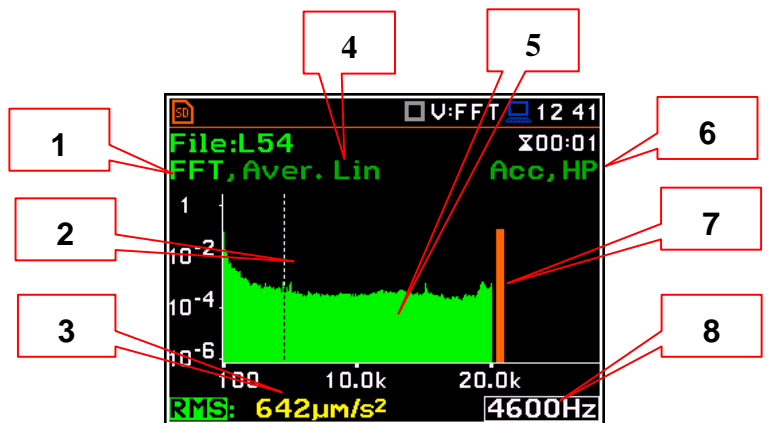 4
5
SD V:FFT 12 41
1
File:L54 00:01
6
FFT, Aver. Lin Acc, HP
1
2
10-2
7
10-4
3
8
10-6
100 10.0k 20.0k
RMS: 642µm/s² 4600Hz